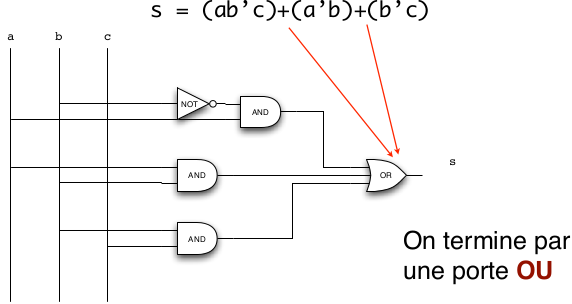 s = (ab’c)+(a’b)+(b’c)
a b c
NOT
AND
AND
OR
s
AND
On termine par
une porte OU